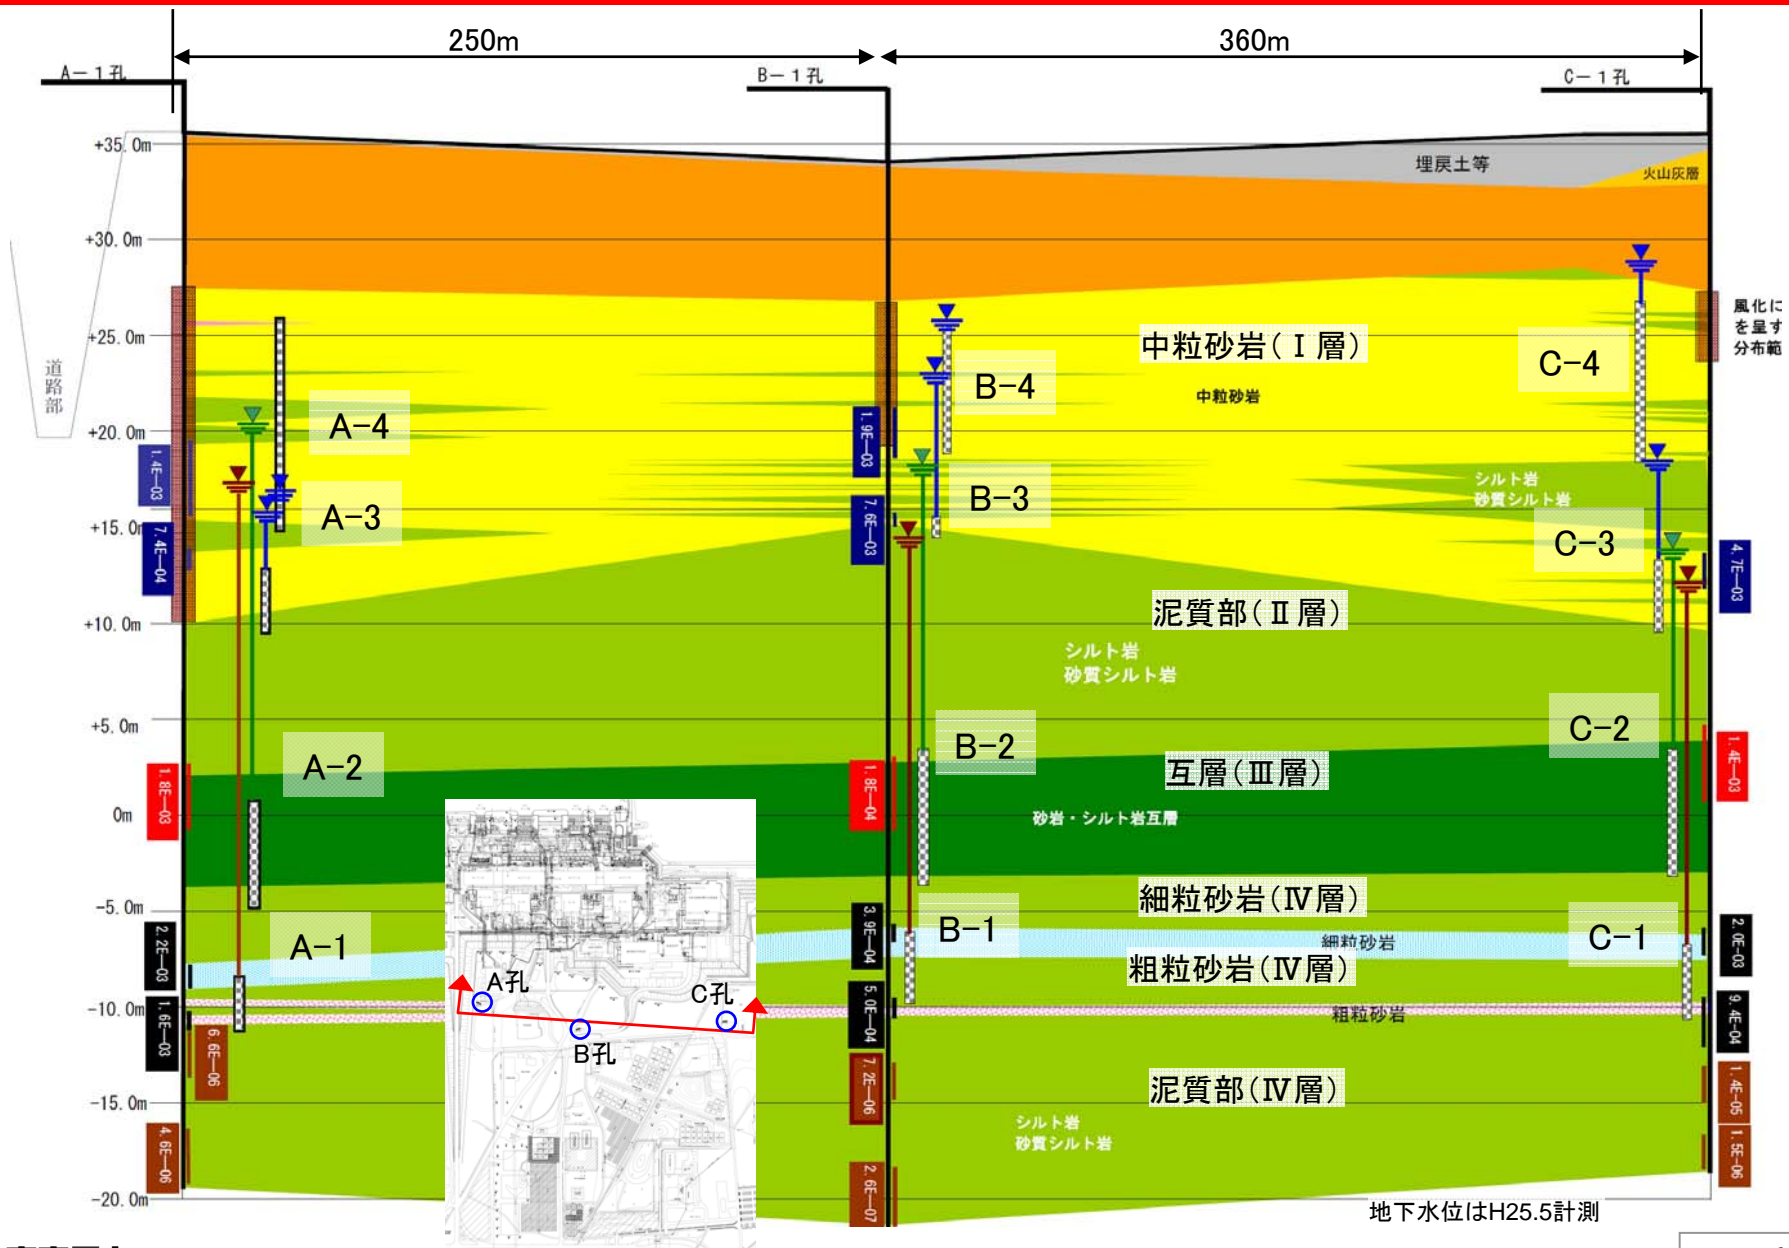 250m
360m
A－1孔
B－1孔
C－1孔
+35.0m
+30.0m
+25.0m
+20.0m
+15.0m
+10.0m
+5.0m
0m
-5.0m
-10.0m
-15.0m
-20.0m
道路部
埋戻土等
火山灰層
風化に
を呈す
分布範
中粒砂岩（Ⅰ層）
中粒砂岩
A-4
A-3
A-2
A-1
B-4
B-3
B-2
B-1
C-4
C-3
C-2
C-1
シルト岩
砂質シルト岩
泥質部（Ⅱ層）
シルト岩
砂質シルト岩
互層（Ⅲ層）
砂岩・シルト岩互層
細粒砂岩（Ⅳ層）
細粒砂岩
粗粒砂岩（Ⅳ層）
粗粒砂岩
泥質部（Ⅳ層）
シルト岩
砂質シルト岩
1.4E―03
7.4E―04
1.8E―03
2.2E―03
1.6E―03
6.6E―06
4.6E―06
1.9E―03
7.6E―03
1.8E―04
3.9E―04
5.0E―04
7.2E―06
2.6E―07
4.7E―03
1.4E―03
2.0E-03
9.4E-04
1.4E-05
1.5E-06
A孔
B孔
C孔
地下水位はH25.5計測